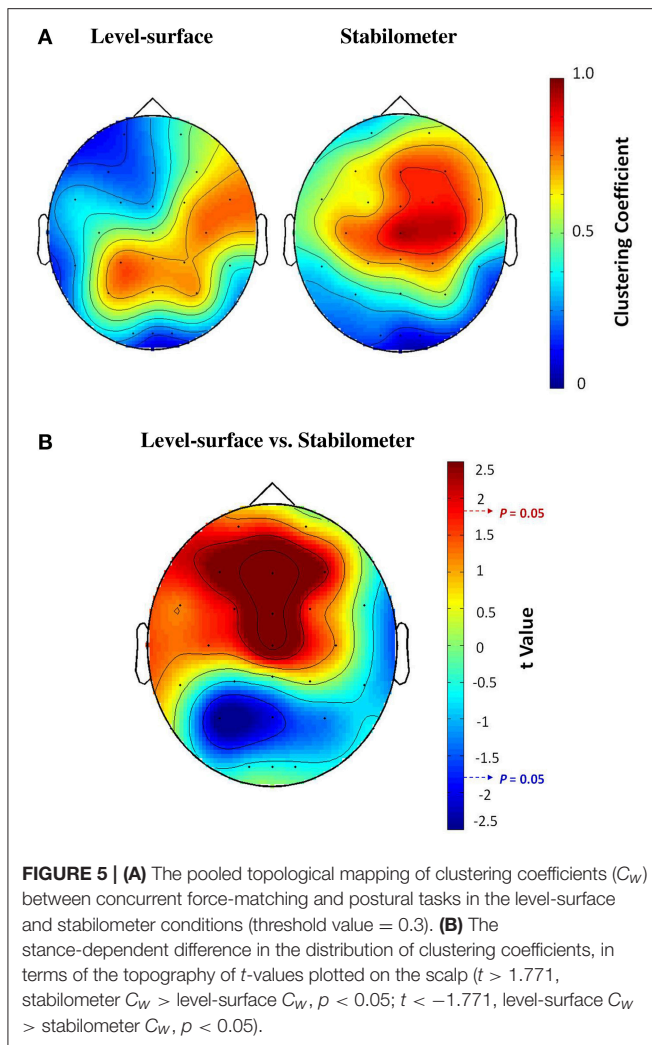 A
Level-surface
Stabilometer
1.0
0.5
0
Clustering Coefficient
B
Level-surface vs. Stabilometer
2.5
2
P = 0.05
1.5
1
0.5
0
-0.5
-1
-1.5
P = 0.05
-2
-2.5
t Value
FIGURE 5 | (A) The pooled topological mapping of clustering coefficients (CW)
between concurrent force-matching and postural tasks in the level-surface
and stabilometer conditions (threshold value = 0.3). (B) The
stance-dependent difference in the distribution of clustering coefficients, in
terms of the topography of t-values plotted on the scalp (t > 1.771,
stabilometer CW > level-surface CW, p < 0.05; t < −1.771, level-surface CW
> stabilometer CW, p < 0.05).